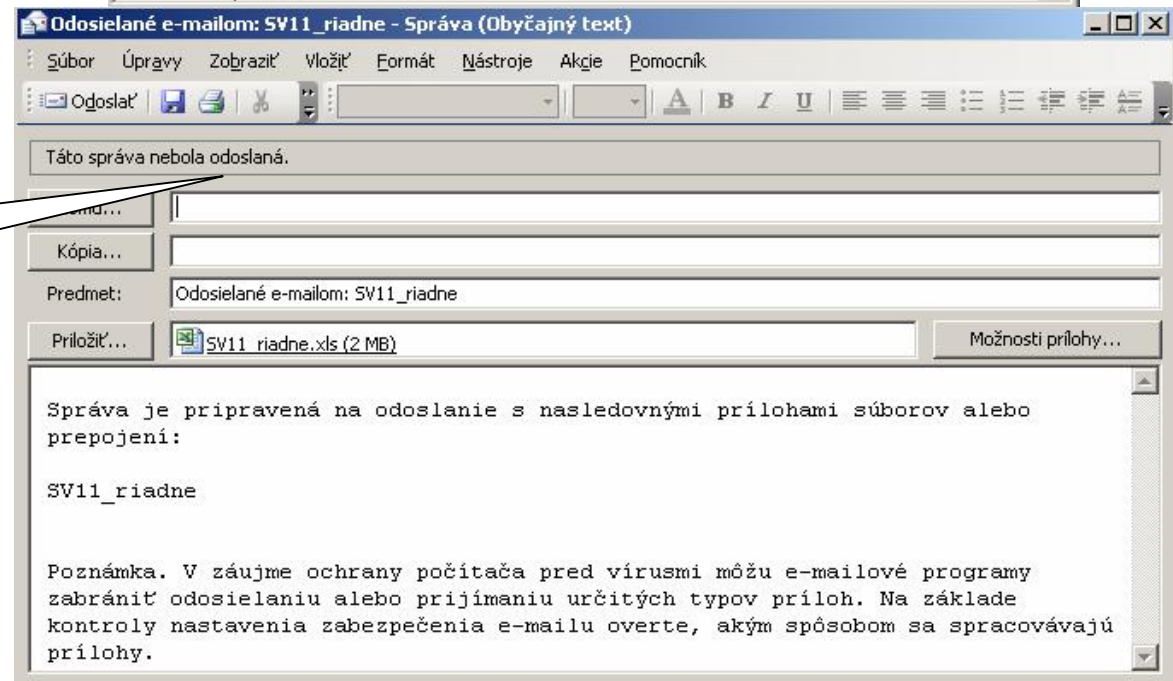 Odosielané e-mailom: SV11_riadne - Správa (Obyčajný text)
Súbor Úpravy Zobraziť Vložiť Formát Nástroje Akcie Pomocník
Odoslať A B I U
Táto správa nebola odoslaná.
Kópia...
Predmet: Odosielané e-mailom: SV11_riadne
Priložiť... SV11_riadne.xls (2 MB) Možnosti prílohy...
Správa je pripravená na odoslanie s nasledovnými prílohami súborov alebo
prepojení:
SV11_riadne
Poznámka. V záujme ochrany počítača pred vírusmi môžu e-mailové programy
zabrániť odosielaniu alebo prijímaniu určitých typov príloh. Na základe
kontroly nastavenia zabezpečenia e-mailu overte, akým spôsobom sa spracovávajú
prílohy.